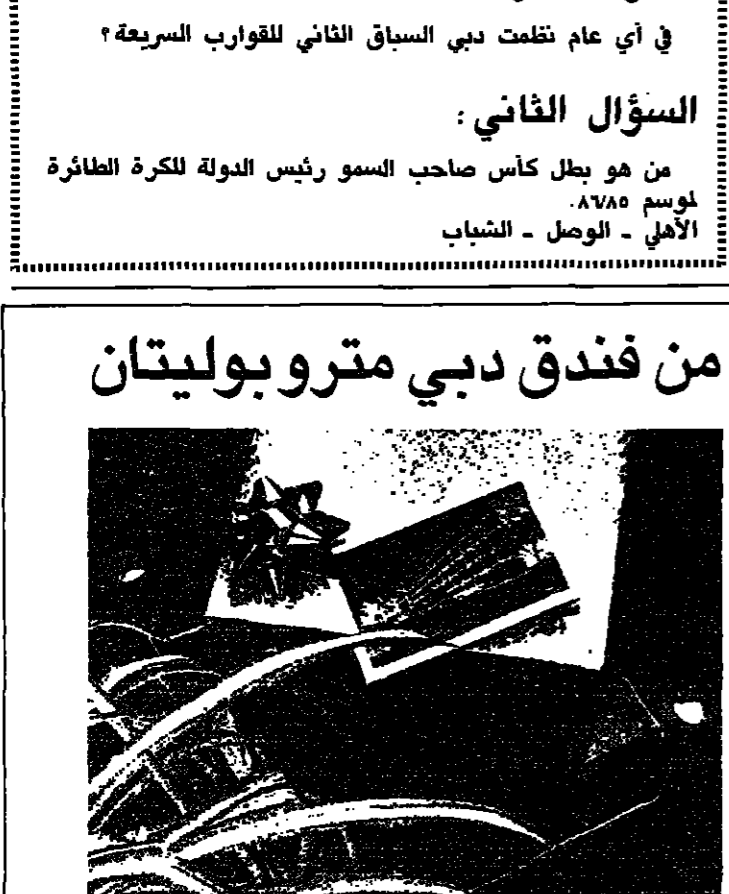 في أي عام نظمت دبي السباق الثاني للقوارب السريعة؟
السؤال الثاني:
من هو بطل كأس صاحب السمو رئيس الدولة للكرة الطائرة
لموسم ٨٦/٨٥.
الأهلي - الوصل - الشباب
من فندق دبي متروبوليتان